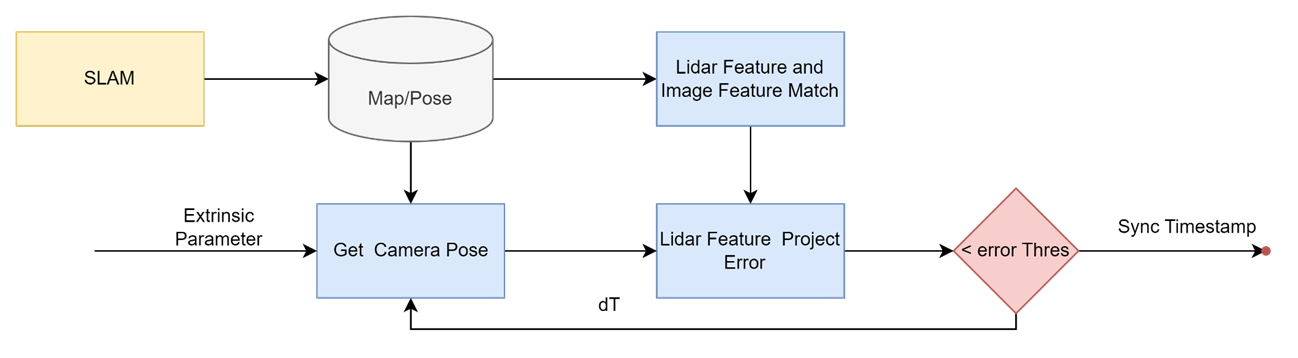 SLAM
Map/Pose
Lidar Feature and
Image Feature Match
Extrinsic
Parameter
Get Camera Pose
Lidar Feature Project
Error
< error Thres
Sync Timestamp
dT